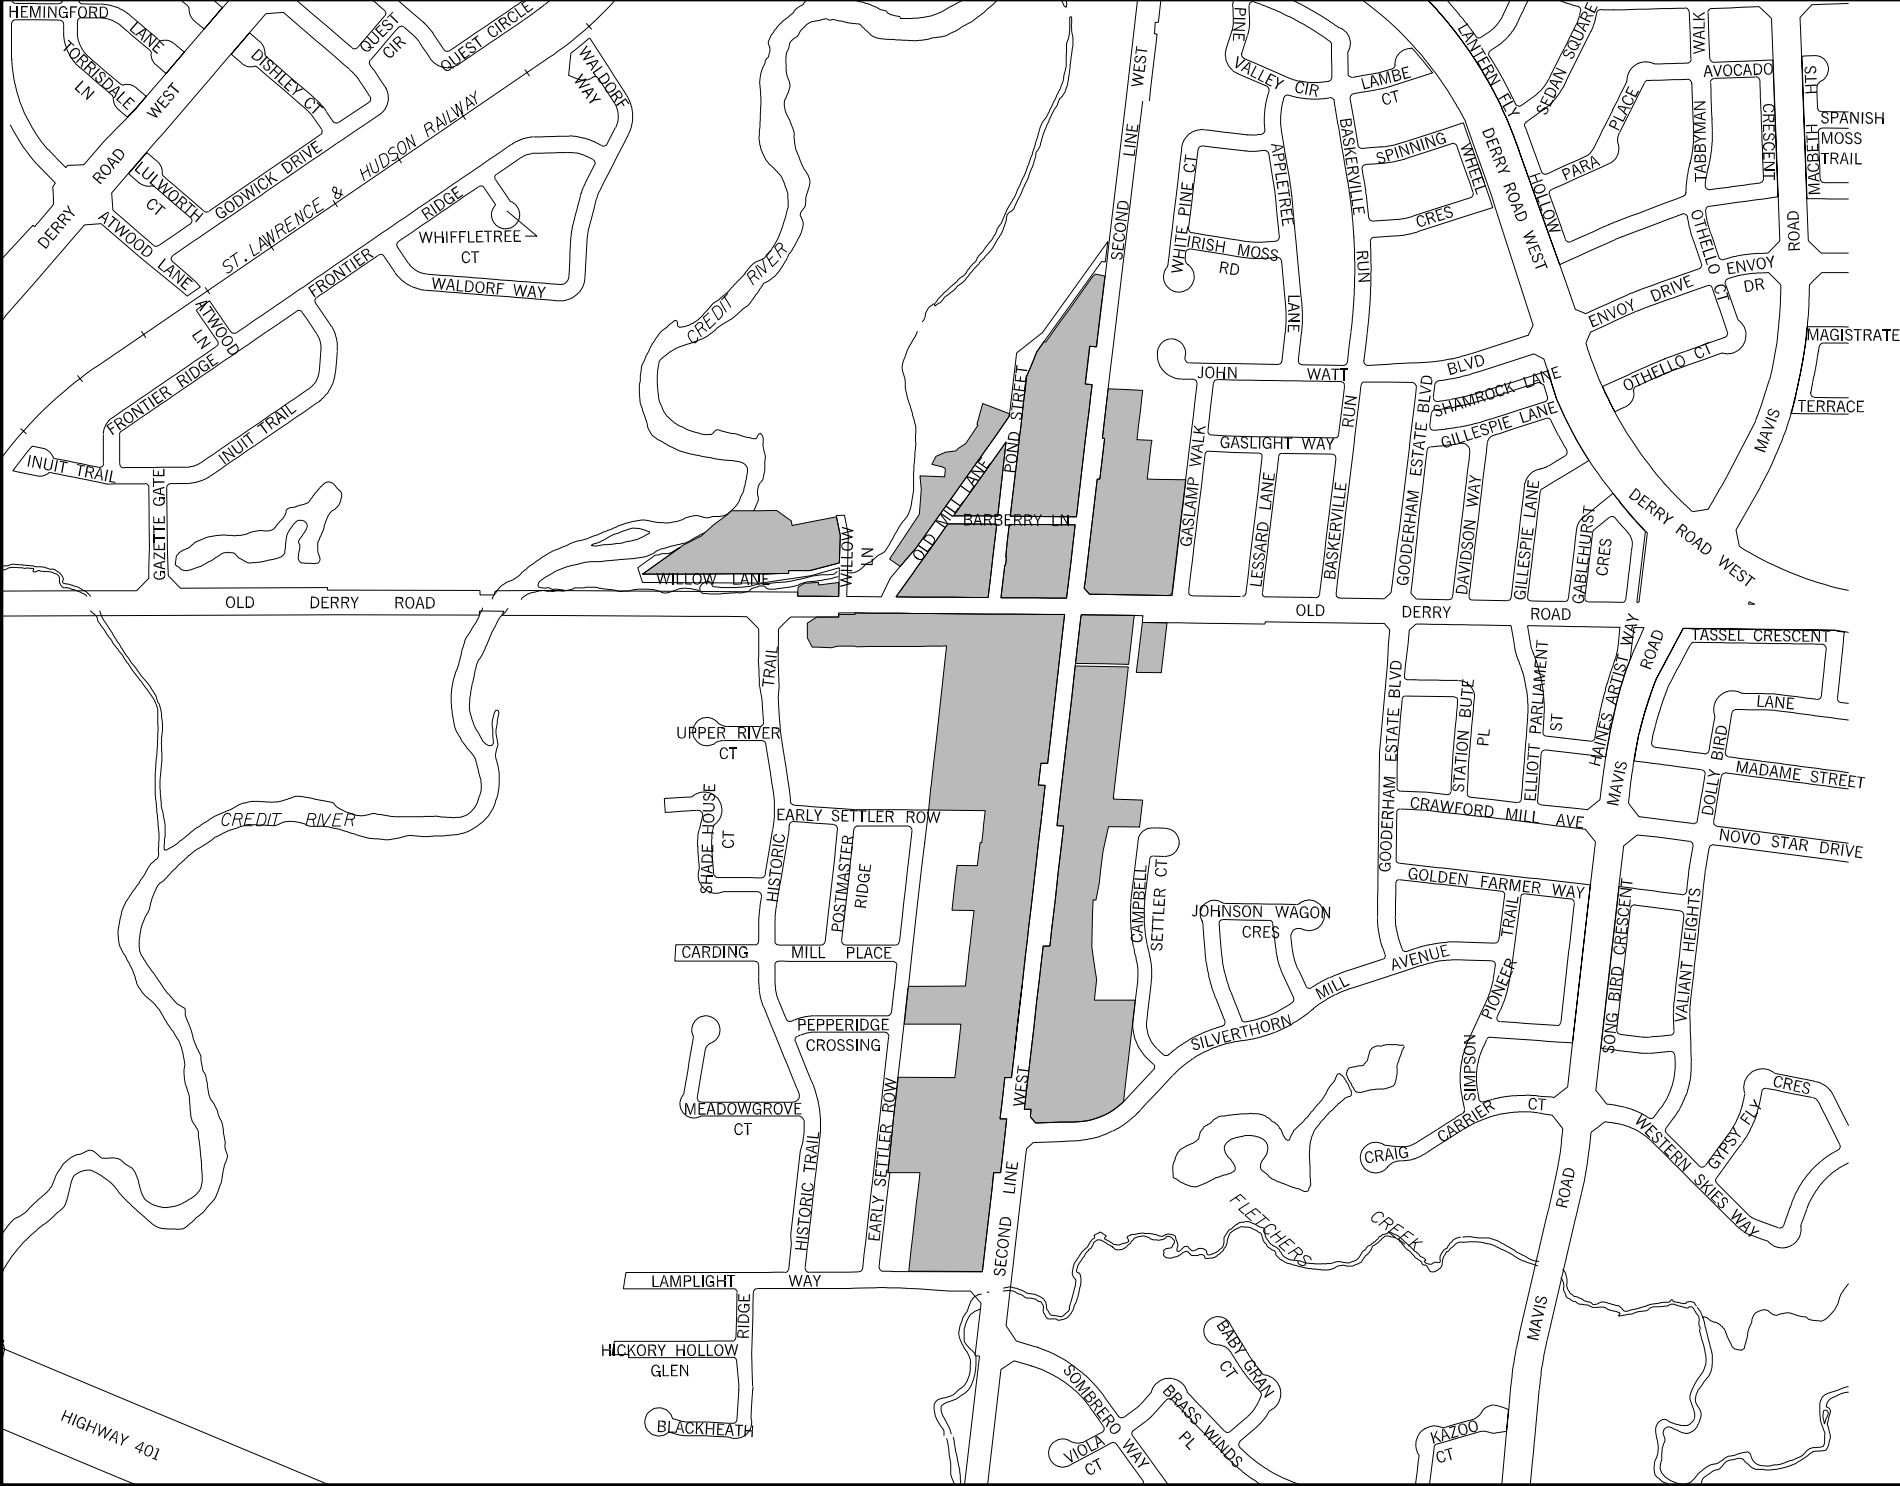 HEMINGFORD
LANE
TORRISDALE
LN
WEST
ROAD
DERRY
DISHLEY CT
QUEST
CIR
QUEST CIRCLE
WALDORF
WAY
LULWORTH
CT
GODWICK DRIVE
ST. LAWRENCE & HUDSON RAILWAY
ATWOOD LANE
ATWOOD
LN
FRONTIER
RIDGE
WHIFFLETREE
CT
WALDORF WAY
FRONTIER RIDGE
INUIT TRAIL
INUIT TRAIL
GAZETTE GATE
CREDIT RIVER
SECOND LINE WEST
PINE
VALLEY CIR
LAMBE
CT
WHITE PINE CT
APPLETREE
LANE
BASKERVILLE
RUN
SPINNING
WHEEL
CRES
IRISH MOSS
RD
LANTERN FLY
HOLLOW
DERRY ROAD WEST
SEDAN SQUARE
PARA
PLACE
WALK
TABBYMAN
AVOCADO
CRESCENT
MACBETH HTS
SPANISH
MOSS
TRAIL
ROAD
OTHELLO CT
ENVOY
DR
ENVOY DRIVE
OTHELLO CT
MAGISTRATE
TERRACE
MAVIS
JOHN WATT
BLVD
SHAMROCK LANE
GILLESPIE LANE
GASLIGHT WAY
GASLAMP WALK
LESSARD LANE
BASKERVILLE
RUN
GOODERHAM ESTATE BLVD
DAVIDSON WAY
GILLESPIE LANE
GABLEHURST
CRES
DERRY ROAD WEST
POND STREET
OLD MILL LANE
BARBERRY LN
WILLOW
LN
WILLOW LANE
OLD DERRY ROAD
OLD DERRY ROAD
TASSEL CRESCENT
ROAD
HAINES ARTIST WAY
MAVIS
TRAIL
UPPER RIVER
CT
SHADE HOUSE
CT
HISTORIC
EARLY SETTLER ROW
POSTMASTER
RIDGE
CARDING MILL PLACE
PEPPERIDGE
CROSSING
MEADOWGROVE
CT
HISTORIC TRAIL
EARLY SETTLER ROW
CREDIT RIVER
GOODERHAM ESTATE BLVD
STATION BUTE
PL
ELLIOTT PARLIAMENT
ST
CRAWFORD MILL AVE
LANE
DOLLY BIRD
MADAME STREET
NOVO STAR DRIVE
GOLDEN FARMER WAY
CAMPBELL
SETTLER CT
JOHNSON WAGON
CRES
SILVERTHORN MILL AVENUE
SIMPSON PIONEER TRAIL
SONG BIRD CRESCENT
VALIANT HEIGHTS
WEST
SECOND LINE
CRAIG CARRIER CT
ROAD
MAVIS
WESTERN SKIES WAY
GYPSY FLY
CRES
FLETCHERS CREEK
LAMPLIGHT WAY
RIDGE
HICKORY HOLLOW
GLEN
BLACKHEATH
HIGHWAY 401
SOMBRERO WAY
VIOLA
CT
BRASS WINDS
PL
BABY GRAN
CT
KAZOO
CT